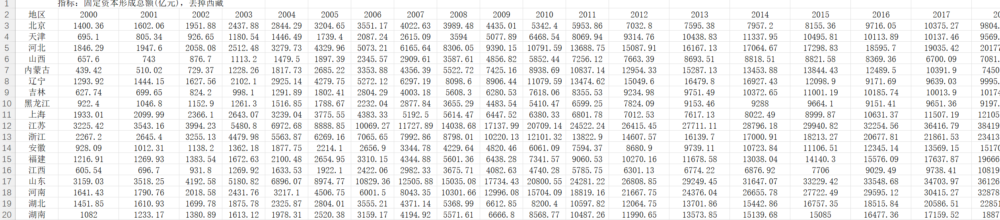 1 指标：固定资本形成总额(亿元)，去掉西藏
2 地区 2000 2001 2002 2003 2004 2005 2006 2007 2008 2009 2010 2011 2012 2013 2014 2015 2016 2017
3 北京 1400.36 1602.06 1951.88 2437.88 2844.29 3204.65 3551.17 4022.63 3989.48 4435.01 5342.4 5953.86 7032.8 7595.38 7957.2 8155.36 9716.05 10375.27 9804.
4 天津 695.1 805.34 926.65 1180.54 1446.49 1739.4 2087.24 2615.09 3594 5077.89 6468.54 8069.94 9314.76 10438.83 11337.95 10495.81 10113.89 10137.46 9569.
5 河北 1846.29 1947.6 2058.08 2512.48 3279.73 4329.96 5073.21 6165.64 8306.05 9390.15 10791.59 13688.75 15087.91 16167.13 17064.67 17298.83 18595.7 19035.42 20177
6 山西 657.6 743 876.7 1113.2 1479.5 1897.39 2345.57 2909.61 3587.61 4856.82 5852.44 7256.12 7663.39 8693.51 8818.51 8821.58 8369.36 6700.09 7081.
7 内蒙古 439.42 510.02 729.37 1228.26 1817.73 2685.22 3353.88 4356.39 5522.72 7425.16 8938.69 10837.14 12954.33 15287.13 13453.88 13844.43 12489.5 10391.9 7450
8 辽宁 1293.92 1444.15 1627.56 2102.1 2925.14 4279.75 5272.12 6297.19 8098.6 8906.44 11079.59 13474.62 15049.6 16479.8 16927.43 12098.9 9171.69 9639.03 9995.
9 吉林 627.74 699.65 824.2 998.1 1291.89 1802.41 2804.29 4003.18 5608.3 6280.53 7618.06 8355.53 9234.98 9751.49 10372.65 11001.19 10185.74 10013.9 10174
10 黑龙江 922.4 1046.8 1152.9 1261.3 1516.85 1788.67 2232.04 2877.84 3655.29 4483.54 5410.47 6599.25 7824.09 9153.46 9288 9664.1 9151.41 9651.36 9197.
11 上海 1933.01 2099.99 2366.1 2643.07 3239.04 3775.55 4383.33 5192.5 5614.47 6447.52 6380.33 6801.78 7012.53 7617.13 8022.49 8999.87 10631.37 11507.19 12105
12 江苏 3225.42 3543.16 3994.23 5480.8 6972.68 8888.85 10069.27 11727.89 14038.68 17137.99 20709.14 24522.24 26415.45 27711.11 28796.18 29940.82 32254.56 36416.79 38419
13 浙江 2267.2 2645.4 3255.13 4479.98 5563.87 6269.16 7065.65 7992.86 8798.01 10220.13 12101.32 13822.9 14607.57 16139.7 17000.91 18213.27 20677.81 21861.53 23413
14 安徽 928.09 1012.31 1138.2 1362.18 1877.75 2214.1 2656.9 3344.78 4229.64 4820.46 6061.09 7594.37 8680.9 9739.11 10723.84 11106.51 12345.14 13569.15 15170
15 福建 1216.91 1269.93 1383.54 1672.63 2100.48 2654.95 3310.15 4344.88 5601.36 6438.28 7341.57 9060.53 10270.16 11678.58 13038.04 14140.3 15576.09 17637.87 19666
16 江西 605.54 696.7 931.8 1269.92 1633.53 1922.1 2422.06 2982.33 3675.71 4082.63 4740.28 5785.75 6301.13 6774.22 6876.92 7706 9029.49 9738.41 10819
17 山东 3159.03 3518.25 4192.58 5180.82 6896.07 8974.77 10829.36 12505.88 15035.08 17734.43 20800.55 24281.22 26808.85 29249.45 31647.07 33229.42 33548.68 34703.97 36126
18 河南 1641.43 1790.76 2018.58 2431.76 3217.1 4506.75 6001.5 8043.35 10301.66 12996.08 15704.09 18819.16 21667.75 24376.04 26655.78 27722.49 29595.12 30415.27 32878
19 湖北 1451.85 1610.93 1699.78 1875.78 2325.87 2804.01 3555.21 4371.14 5368.99 6612.85 8200.4 10597.82 12064.75 13701.86 15442.86 16757.35 18515.84 20586.51 22851
20 湖南 1082 1233.17 1380.89 1613.12 1978.31 2520.38 3159.17 4194.92 5571.61 6666.8 8568.77 10487.26 11990.65 13573.85 15139.68 15085 16477.36 17159.52 1887